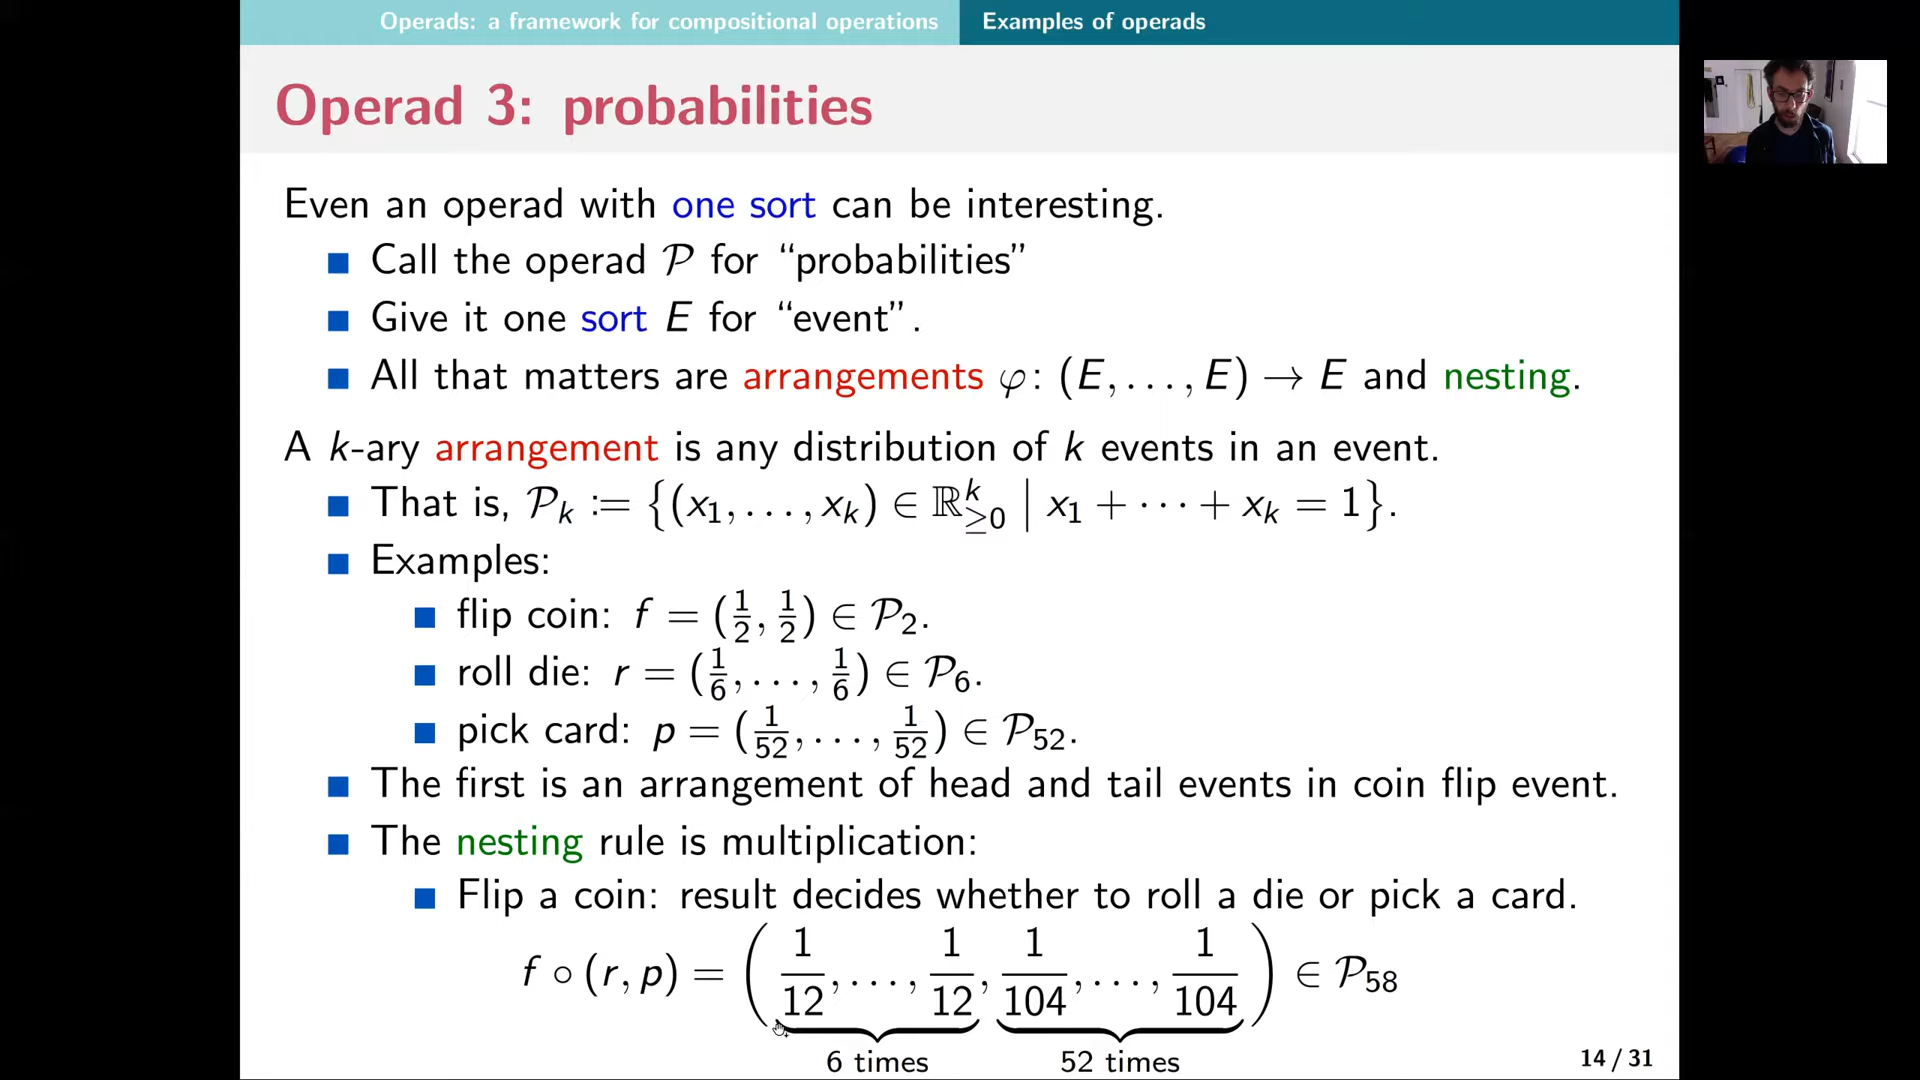 Operads: a framework for compositional operations Examples of operads
Operad 3: probabilities
Even an operad with one sort can be interesting.
Call the operad 𝒫 for “probabilities”
Give it one sort E for “event”.
All that matters are arrangements φ: (E, . . . , E) → E and nesting.
A k-ary arrangement is any distribution of k events in an event.
That is, 𝒫ₖ := {(x₁, . . . , xₖ) ∈ ℝ^k_≥0 | x₁ + · · · + xₖ = 1}.
Examples:
flip coin: f = (1/2, 1/2) ∈ 𝒫₂.
roll die: r = (1/6, . . . , 1/6) ∈ 𝒫₆.
pick card: p = (1/52, . . . , 1/52) ∈ 𝒫₅₂.
The first is an arrangement of head and tail events in coin flip event.
The nesting rule is multiplication:
Flip a coin: result decides whether to roll a die or pick a card.
f ∘ (r, p) = (1/12, . . . , 1/12, 1/104, . . . , 1/104) ∈ 𝒫₅₈
6 times 52 times
14 / 31